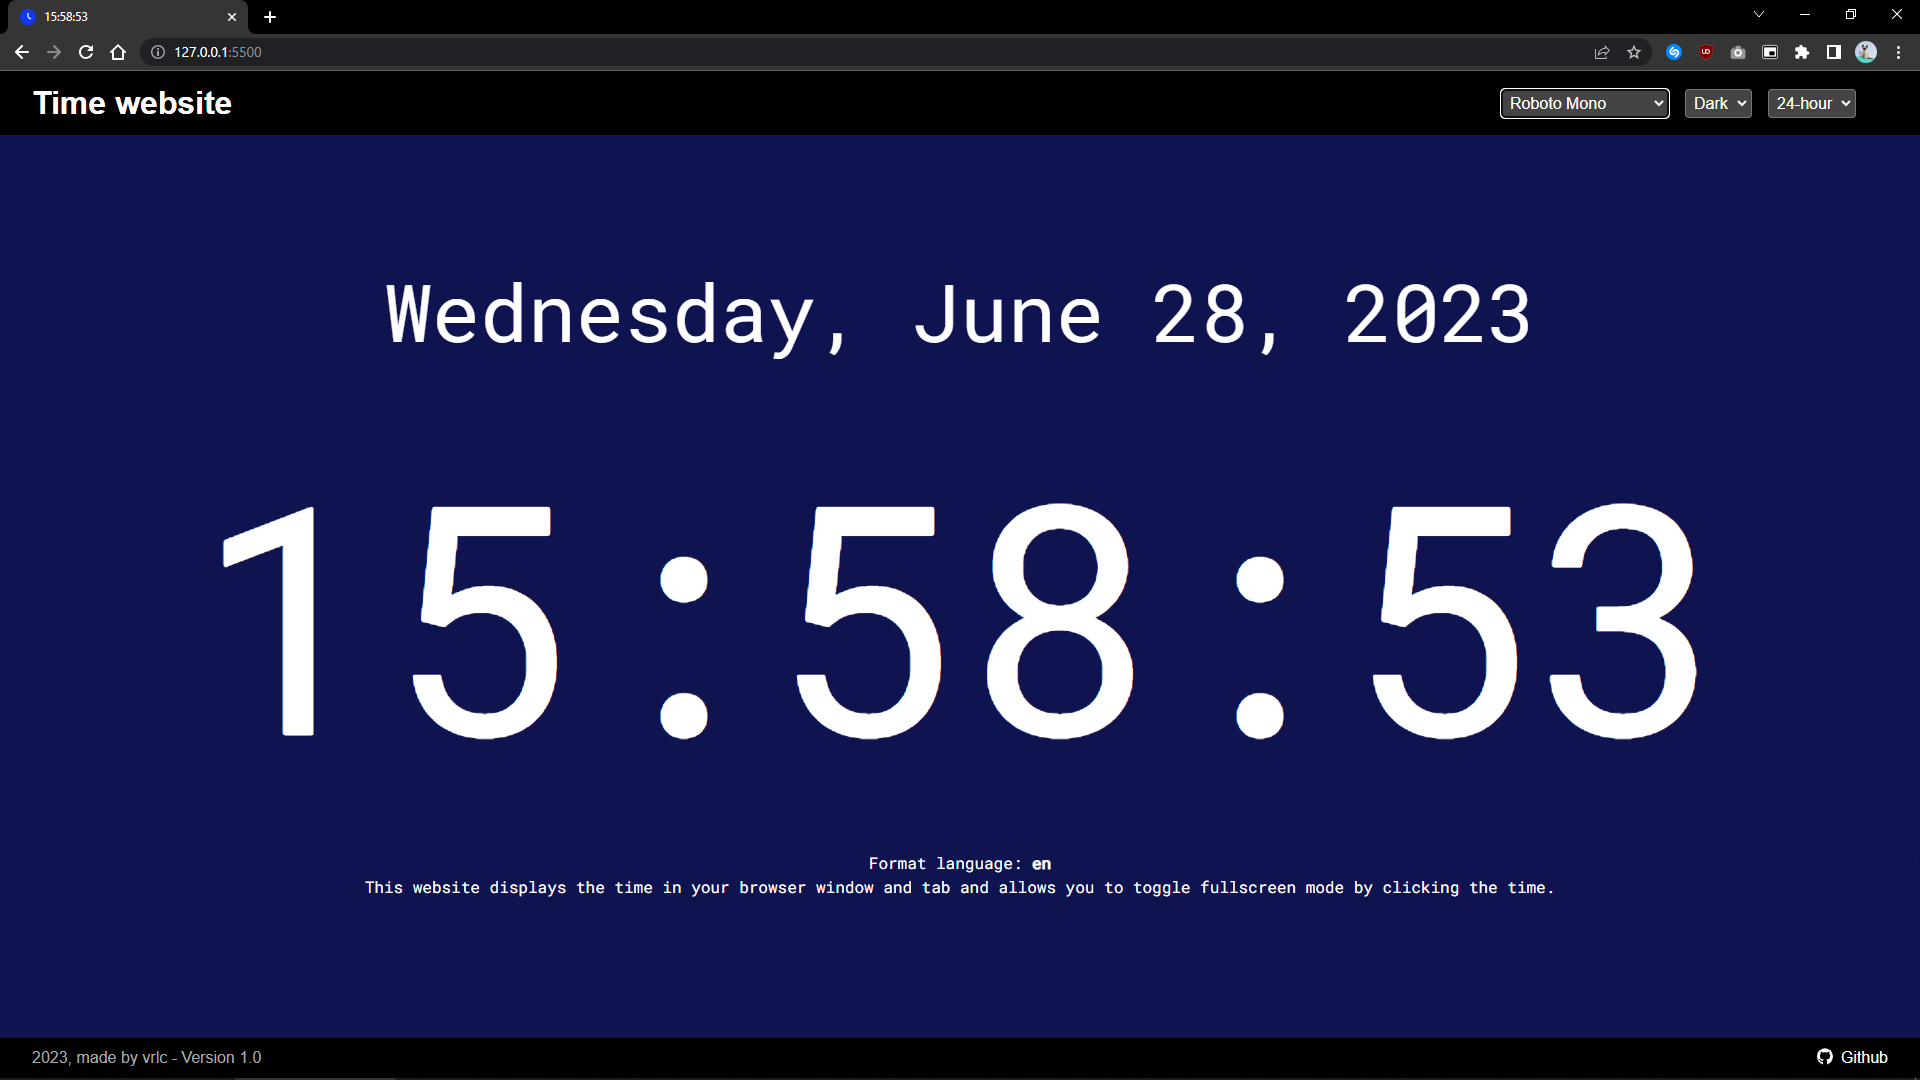 15:58:53
127.0.0.1:5500
Time website
Roboto Mono
Dark
24-hour
Wednesday, June 28, 2023
15:58:53
Format language: en
This website displays the time in your browser window and tab and allows you to toggle fullscreen mode by clicking the time.
2023, made by vrlc - Version 1.0
Github